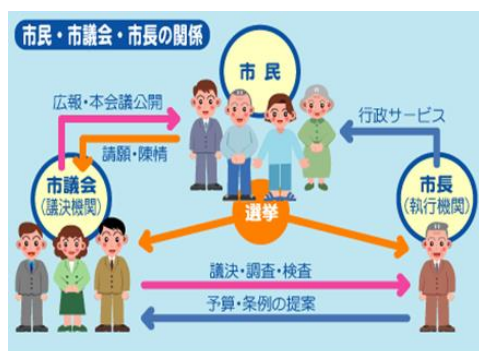 市民・市議会・市長の関係
市民
広報・本会議公開
行政サービス
請願・陳情
市議会
(議決機関)
市長
(執行機関)
選挙
議決・調査・検査
予算・条例の提案